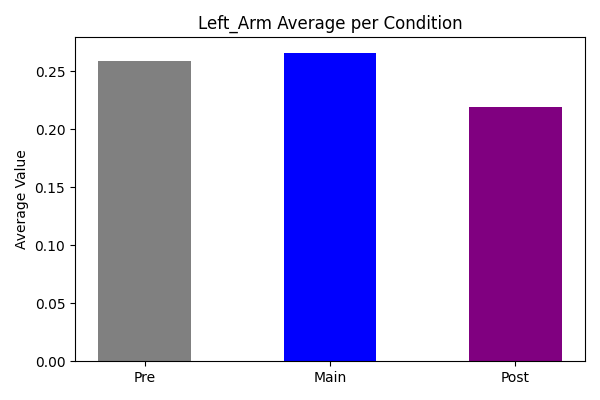 Left_Arm Average per Condition
Average Value
0.25
0.20
0.15
0.10
0.05
0.00
Pre
Main
Post